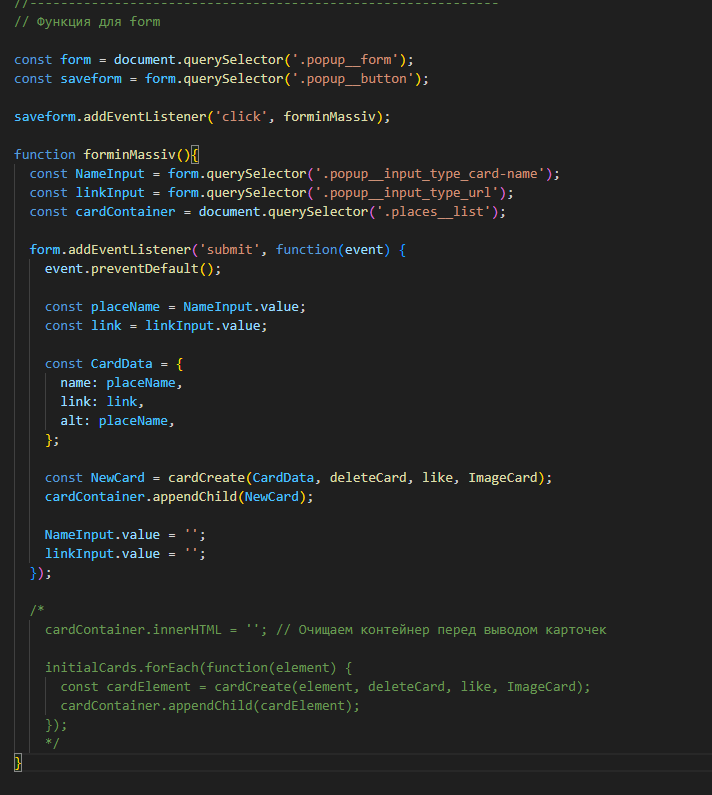 //-------------------------------------------------------------
// Функция для form
const form = document.querySelector('.popup__form');
const saveform = form.querySelector('.popup__button');
saveform.addEventListener('click', forminMassiv);
function forminMassiv(){
const NameInput = form.querySelector('.popup__input_type_card-name');
const linkInput = form.querySelector('.popup__input_type_url');
const cardContainer = document.querySelector('.places__list');
form.addEventListener('submit', function(event) {
event.preventDefault();
const placeName = NameInput.value;
const link = linkInput.value;
const CardData = {
name: placeName,
link: link,
alt: placeName,
};
const NewCard = cardCreate(CardData, deleteCard, like, ImageCard);
cardContainer.appendChild(NewCard);
NameInput.value = '';
linkInput.value = '';
});
/*
cardContainer.innerHTML = ''; // Очищаем контейнер перед выводом карточек
initialCards.forEach(function(element) {
const cardElement = cardCreate(element, deleteCard, like, ImageCard);
cardContainer.appendChild(cardElement);
});
*/
}